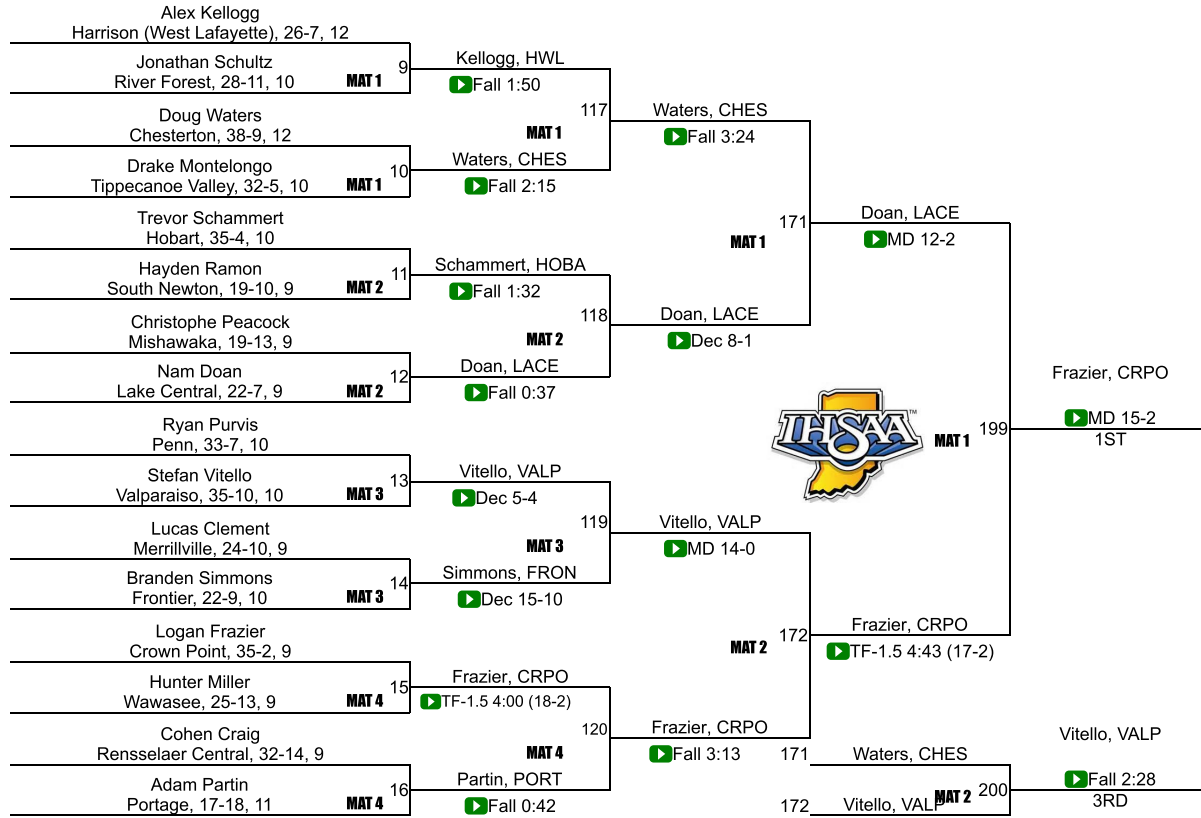 Alex Kellogg
Harrison (West Lafayette), 26-7, 12
Jonathan Schultz
River Forest, 28-11, 10
MAT 1
9
Doug Waters
Chesterton, 38-9, 12
Drake Montelongo
Tippecanoe Valley, 32-5, 10
MAT 1
10
Trevor Schammert
Hobart, 35-4, 10
Hayden Ramon
South Newton, 19-10, 9
MAT 2
11
Christophe Peacock
Mishawaka, 19-13, 9
Nam Doan
Lake Central, 22-7, 9
MAT 2
12
Ryan Purvis
Penn, 33-7, 10
Stefan Vitello
Valparaiso, 35-10, 10
MAT 3
13
Lucas Clement
Merrillville, 24-10, 9
Branden Simmons
Frontier, 22-9, 10
MAT 3
14
Logan Frazier
Crown Point, 35-2, 9
Hunter Miller
Wawasee, 25-13, 9
MAT 4
15
Cohen Craig
Rensselaer Central, 32-14, 9
Adam Partin
Portage, 17-18, 11
MAT 4
16
Kellogg, HWL
Fall 1:50
117
MAT 1
Waters, CHES
Fall 2:15
Schammert, HOBA
Fall 1:32
118
MAT 2
Doan, LACE
Fall 0:37
Vitello, VALP
Dec 5-4
119
MAT 3
Simmons, FRON
Dec 15-10
Frazier, CRPO
TF-1.5 4:00 (18-2)
120
MAT 4
Partin, PORT
Fall 0:42
Waters, CHES
Fall 3:24
171
MAT 1
Doan, LACE
Dec 8-1
Vitello, VALP
MD 14-0
172
MAT 2
Frazier, CRPO
Fall 3:13
Doan, LACE
MD 12-2
IHSAA
TM
MAT 1
199
Frazier, CRPO
TF-1.5 4:43 (17-2)
Frazier, CRPO
MD 15-2
1ST
171
Waters, CHES
MAT 2
200
172
Vitello, VALP
Vitello, VALP
Fall 2:28
3RD